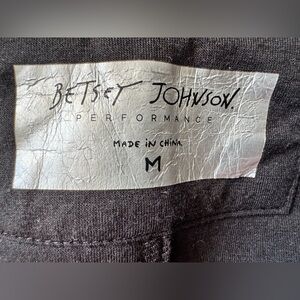 BETSEY JOHNSON.
PERFORMANCE
MADE IN CHINA
M